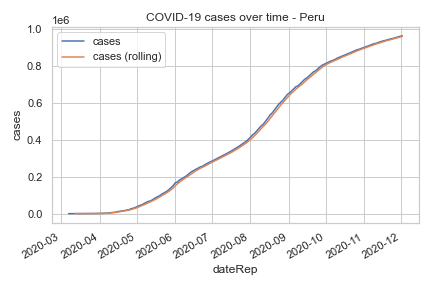 COVID-19 cases over time - Peru
1e6
cases
cases (rolling)
1.0
0.8
0.6
0.4
0.2
0.0
cases
2020-03
2020-04
2020-05
2020-06
2020-07
2020-08
2020-09
2020-10
2020-11
2020-12
dateRep